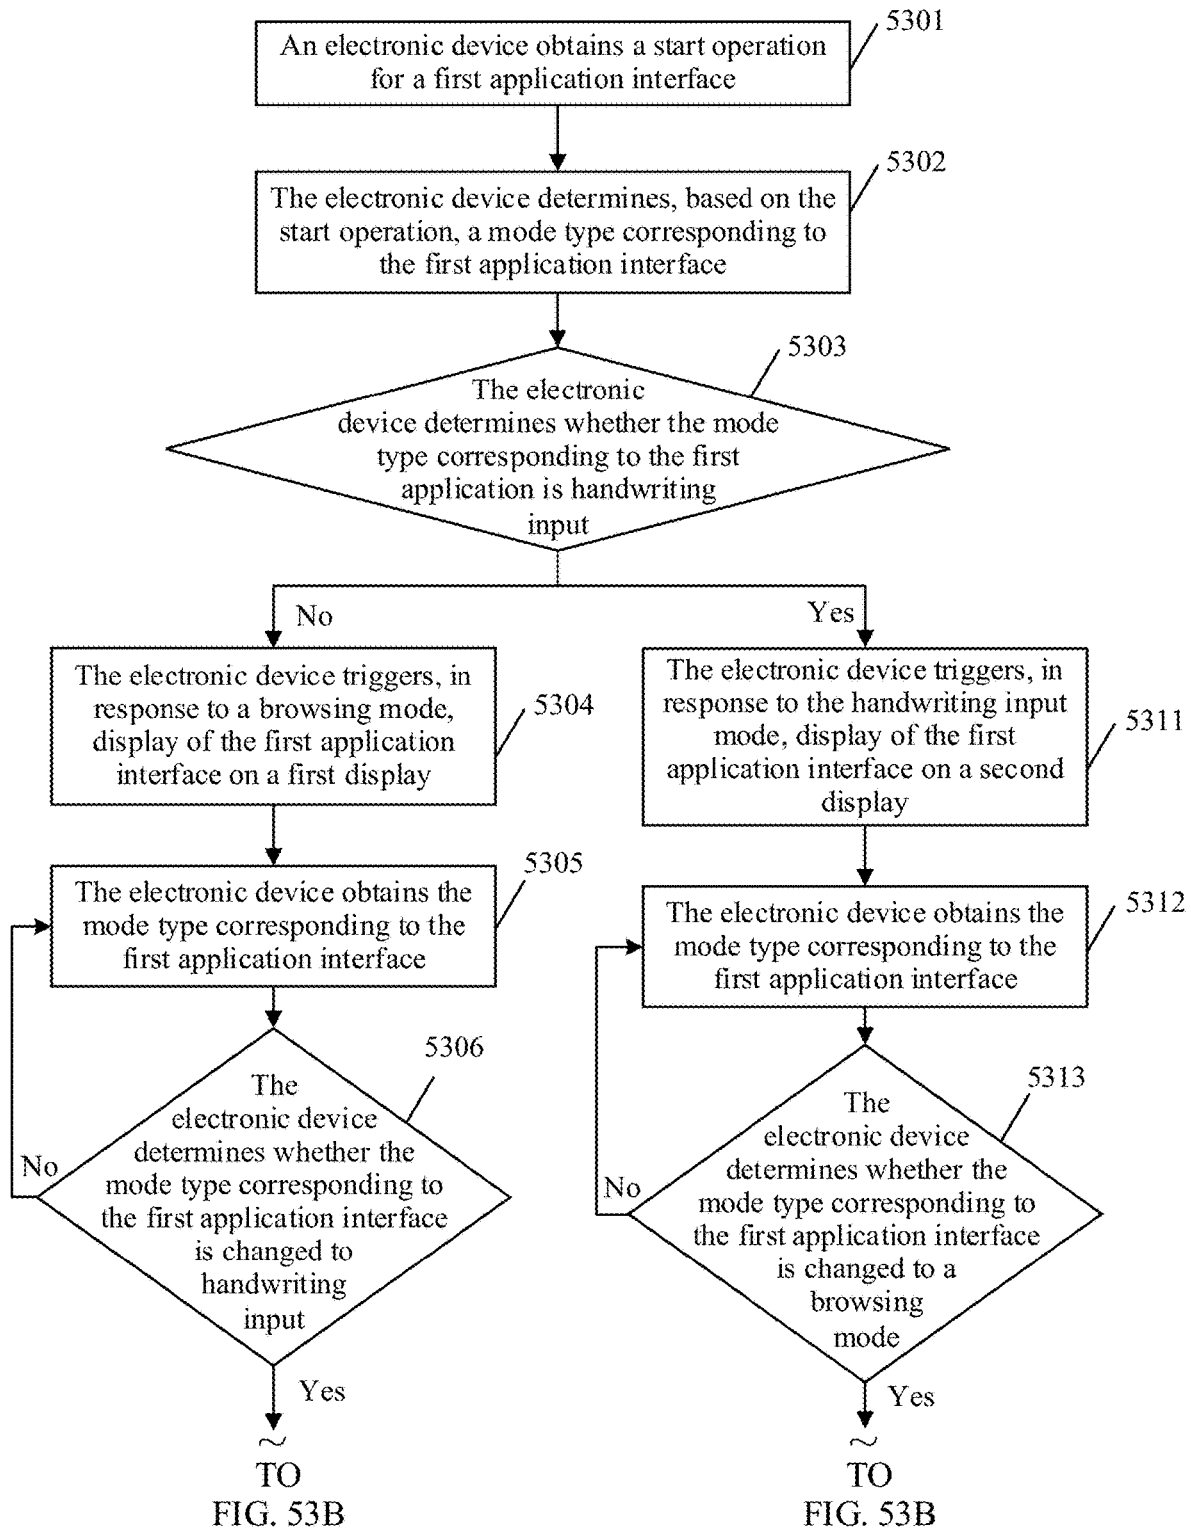 5301
An electronic device obtains a start operation
for a first application interface
5302
The electronic device determines, based on the
start operation, a mode type corresponding to
the first application interface
5303
The electronic
device determines whether the mode
type corresponding to the first
application is handwriting
input
No
Yes
The electronic device triggers, in
response to a browsing mode,
display of the first application
interface on a first display
5304
The electronic device triggers, in
response to the handwriting input
mode, display of the first
application interface on a second
display
5311
The electronic device obtains the
mode type corresponding to the
first application interface
5305
The electronic device obtains the
mode type corresponding to the
first application interface
5312
5306
The
electronic device
determines whether the
mode type corresponding to
the first application interface
is changed to
handwriting
input
No
Yes
5313
The
electronic device
determines whether the
mode type corresponding to
the first application interface
is changed to a
browsing
mode
No
Yes
~
TO
FIG. 53B
~
TO
FIG. 53B